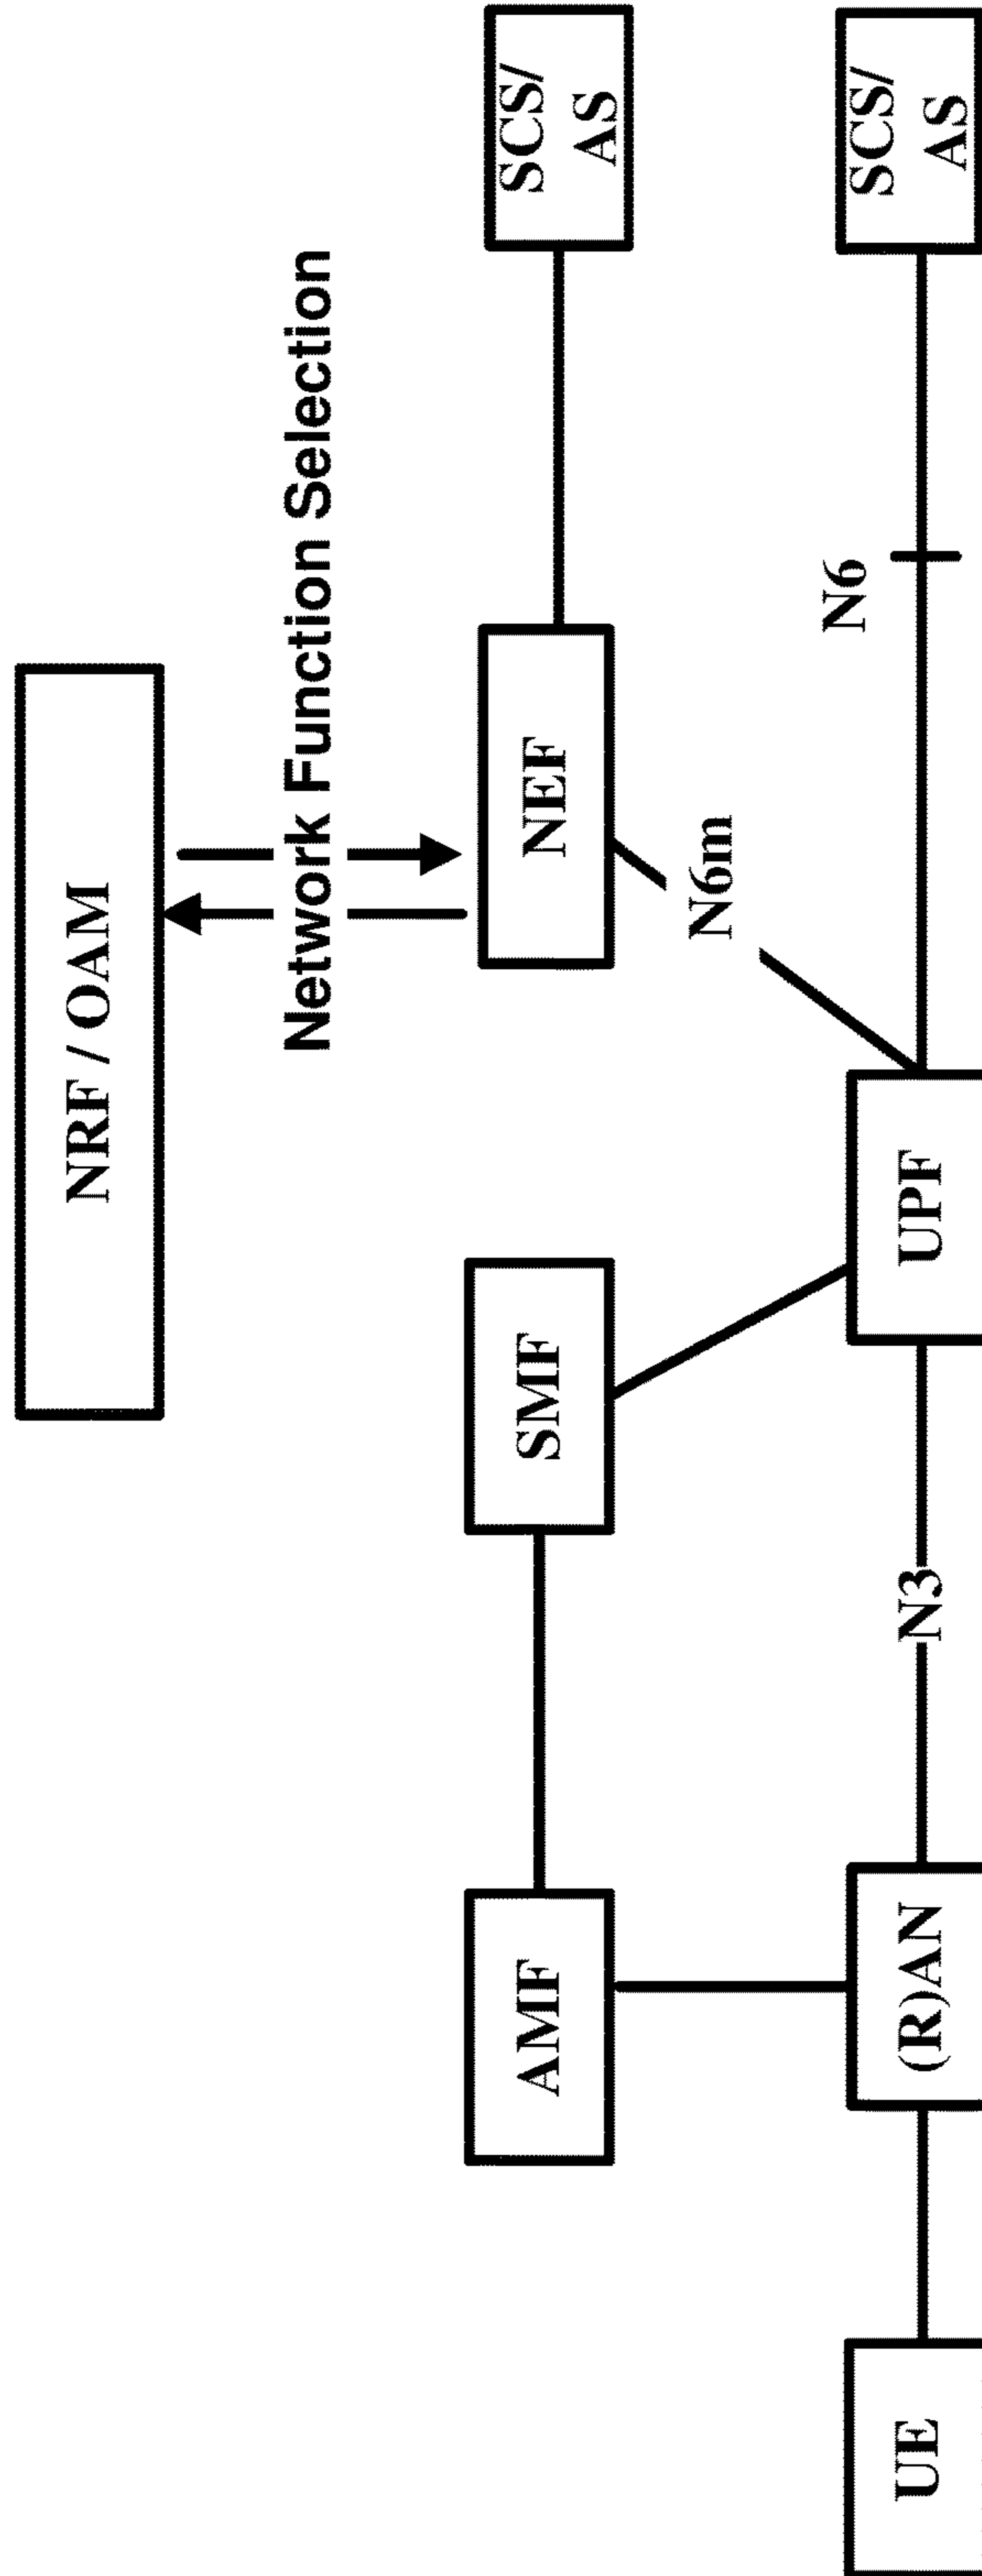 NRF / OAM
Network Function Selection
AMF
SMF
NEF
SCS/
AS
N6m
N6
UE
(R)AN
N3
UPF
SCS/
AS